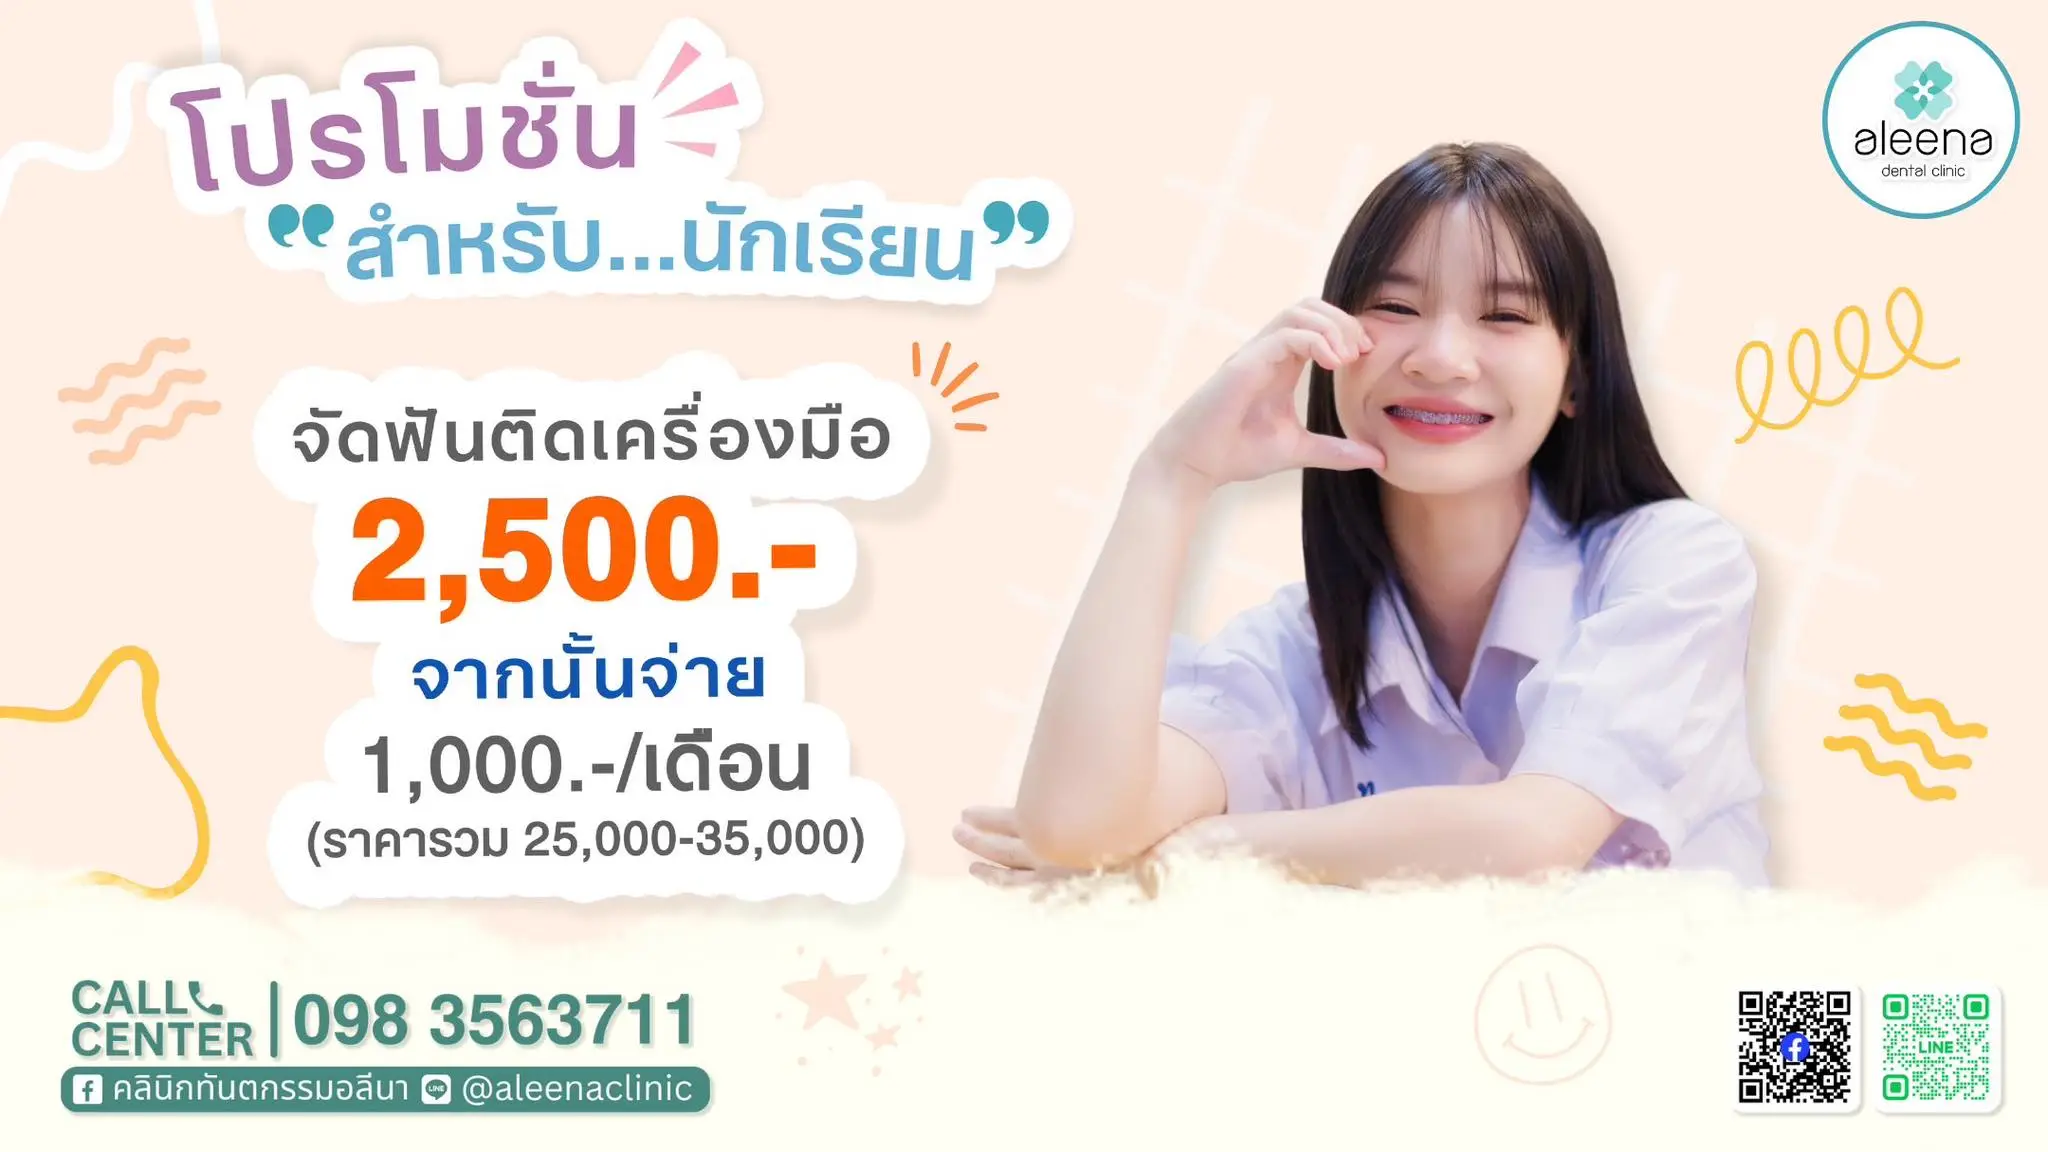 โปรโมชั่น
"สำหรับ...นักเรียน"
aleena
dental clinic
จัดฟันติดเครื่องมือ
2,500.-
จากนั้นจ่าย
1,000.-/เดือน
(ราคารวม 25,000-35,000)
CALL CENTER
098 3563711
คลินิกทันตกรรมอลีนา LINE @aleenaclinic
LINE